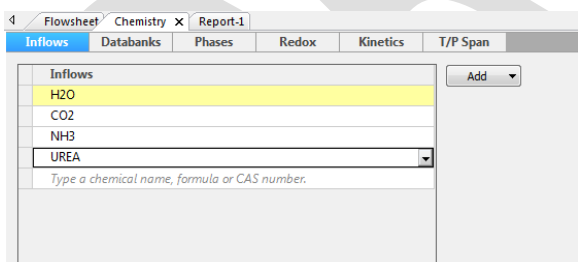 Flowsheet Chemistry X Report-1
Inflows Databanks Phases Redox Kinetics T/P Span
Inflows
Add
H2O
CO2
NH3
UREA
Type a chemical name, formula or CAS number.